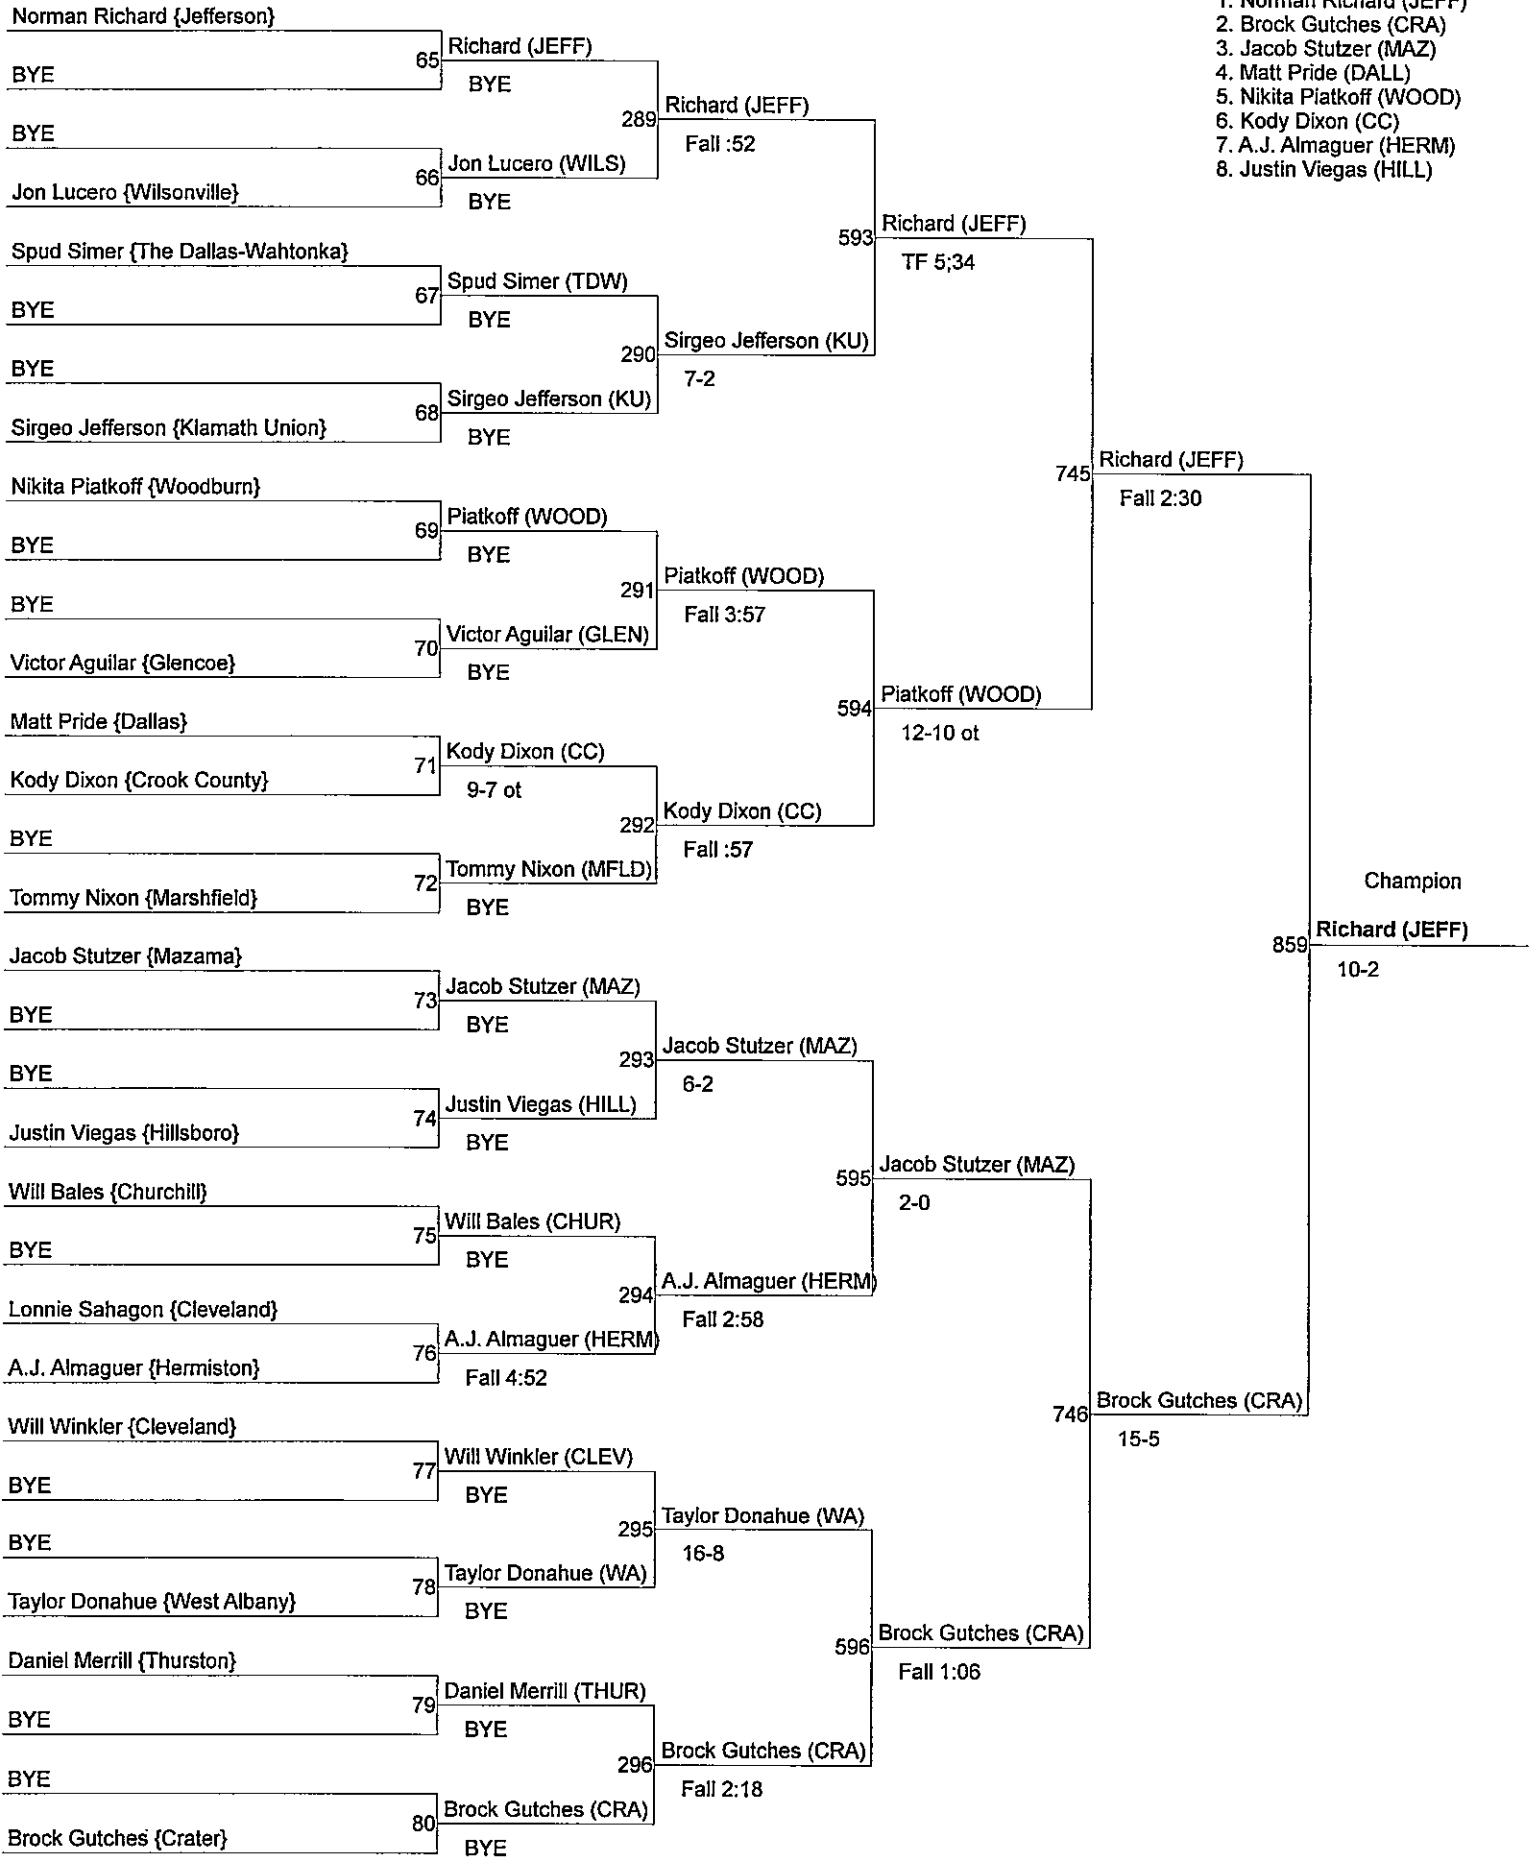 Norman Richard {Jefferson}
BYE
BYE
Jon Lucero {Wilsonville}
Spud Simer {The Dallas-Wahtonka}
BYE
BYE
Sirgeo Jefferson {Klamath Union}
Nikita Piatkoff {Woodburn}
BYE
BYE
Victor Aguilar {Glencoe}
Matt Pride {Dallas}
Kody Dixon {Crook County}
BYE
Tommy Nixon {Marshfield}
Jacob Stutzer {Mazama}
BYE
BYE
Justin Viegas {Hillsboro}
Will Bales {Churchill}
BYE
Lonnie Sahagon {Cleveland}
A.J. Almaguer {Hermiston}
Will Winkler {Cleveland}
BYE
BYE
Taylor Donahue {West Albany}
Daniel Merrill {Thurston}
BYE
BYE
Brock Gutches {Crater}
65 Richard (JEFF)
BYE
66 Jon Lucero (WILS)
BYE
67 Spud Simer (TDW)
BYE
68 Sirgeo Jefferson (KU)
BYE
69 Piatkoff (WOOD)
BYE
70 Victor Aguilar (GLEN)
BYE
71 Kody Dixon (CC)
9-7 ot
72 Tommy Nixon (MFLD)
BYE
73 Jacob Stutzer (MAZ)
BYE
74 Justin Viegas (HILL)
BYE
75 Will Bales (CHUR)
BYE
76 A.J. Almaguer (HERM)
Fall 4:52
77 Will Winkler (CLEV)
BYE
78 Taylor Donahue (WA)
BYE
79 Daniel Merrill (THUR)
BYE
80 Brock Gutches (CRA)
BYE
289 Richard (JEFF)
Fall :52
290 Sirgeo Jefferson (KU)
7-2
291 Piatkoff (WOOD)
Fall 3:57
292 Kody Dixon (CC)
Fall :57
293 Jacob Stutzer (MAZ)
6-2
294 A.J. Almaguer (HERM)
Fall 2:58
295 Taylor Donahue (WA)
16-8
296 Brock Gutches (CRA)
Fall 2:18
593 Richard (JEFF)
TF 5;34
594 Piatkoff (WOOD)
12-10 ot
595 Jacob Stutzer (MAZ)
2-0
596 Brock Gutches (CRA)
Fall 1:06
745 Richard (JEFF)
Fall 2:30
746 Brock Gutches (CRA)
15-5
Champion
859 Richard (JEFF)
10-2
1. Norman Richard (JEFF)
2. Brock Gutches (CRA)
3. Jacob Stutzer (MAZ)
4. Matt Pride (DALL)
5. Nikita Piatkoff (WOOD)
6. Kody Dixon (CC)
7. A.J. Almaguer (HERM)
8. Justin Viegas (HILL)